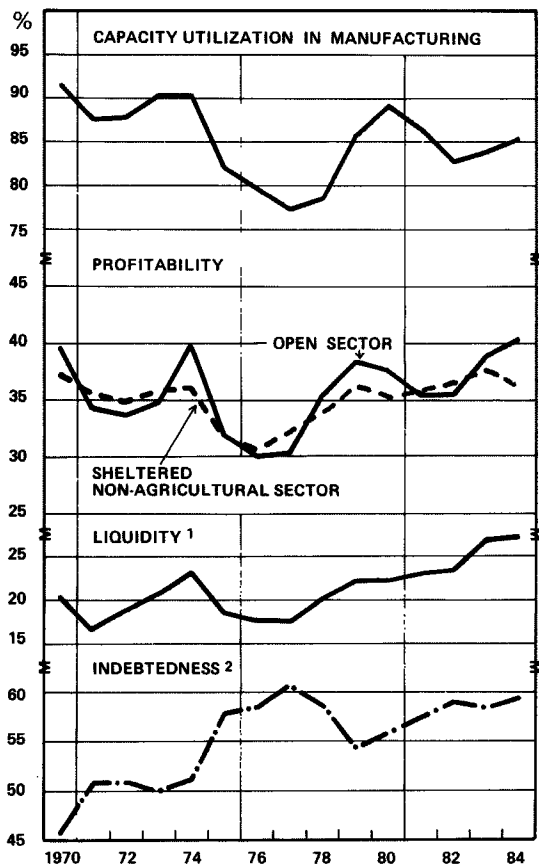 %
CAPACITY UTILIZATION IN MANUFACTURING
95
90
85
80
75
PROFITABILITY
45
40
OPEN SECTOR
35
30
SHELTERED
NON-AGRICULTURAL SECTOR
25
LIQUIDITY 1
25
20
15
INDEBTEDNESS 2
60
55
50
45
1970 72 74 76 78 80 82 84